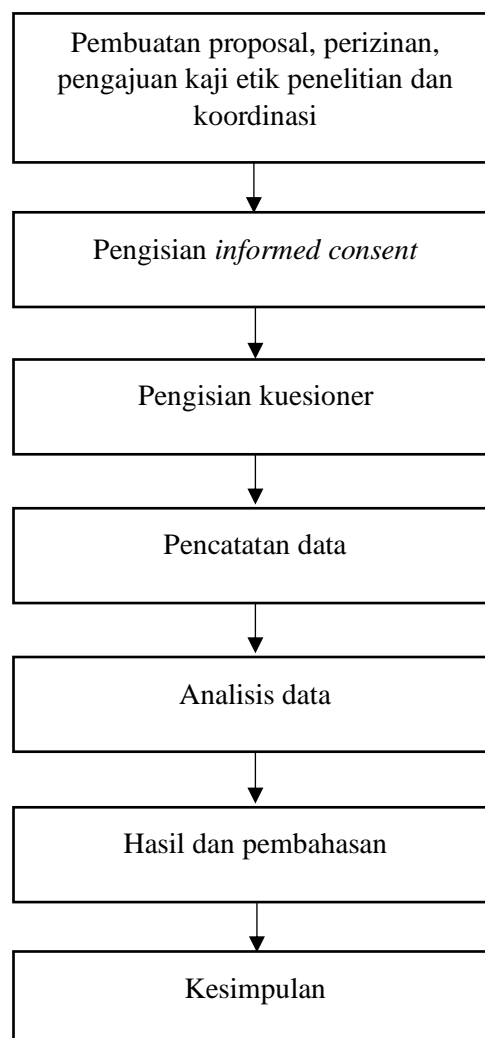 Pembuatan proposal, perizinan,
pengajuan kaji etik penelitian dan
koordinasi
Pengisian informed consent
Pengisian kuesioner
Pencatatan data
Analisis data
Hasil dan pembahasan
Kesimpulan